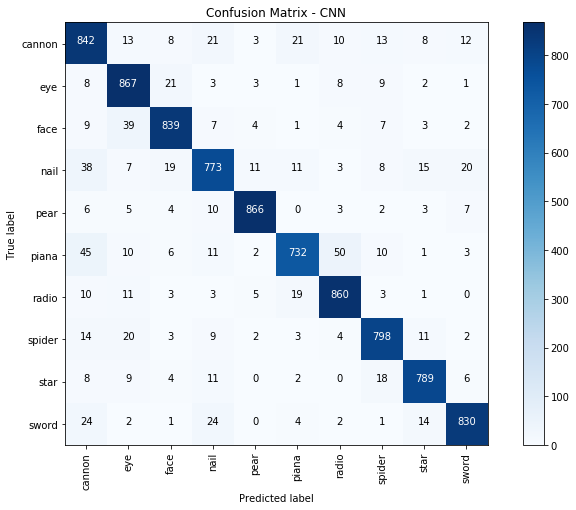 Confusion Matrix - CNN
cannon 842 13 8 21 3 21 10 13 8 12
eye 8 867 21 3 3 1 8 9 2 1
face 9 39 839 7 4 1 4 7 3 2
nail 38 7 19 773 11 11 3 8 15 20
pear 6 5 4 10 866 0 3 2 3 7
piana 45 10 6 11 2 732 50 10 1 3
radio 10 11 3 3 5 19 860 3 1 0
spider 14 20 3 9 2 3 4 798 11 2
star 8 9 4 11 0 2 0 18 789 6
sword 24 2 1 24 0 4 2 1 14 830
True label
cannon eye face nail pear piana radio spider star sword
Predicted label
800
700
600
500
400
300
200
100
0